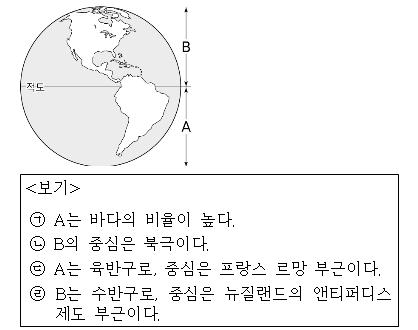 B
적도
A
<보기>
㉠ A는 바다의 비율이 높다.
㉡ B의 중심은 북극이다.
㉢ A는 육반구로, 중심은 프랑스 르망 부근이다.
㉣ B는 수반구로, 중심은 뉴질랜드의 앤티퍼디스
제도 부근이다.